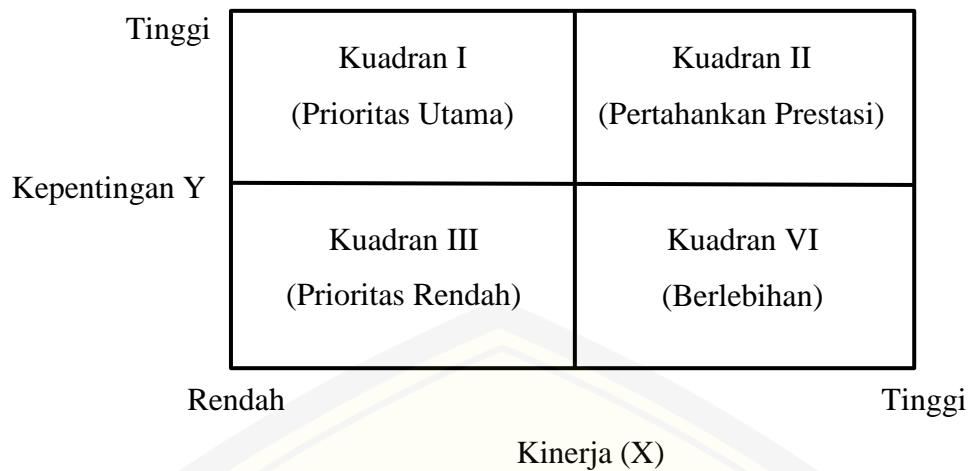 Tinggi
Kuadran I
(Prioritas Utama)
Kuadran II
(Pertahankan Prestasi)
Kepentingan Y
Kuadran III
(Prioritas Rendah)
Kuadran VI
(Berlebihan)
Rendah
Tinggi
Kinerja (X)